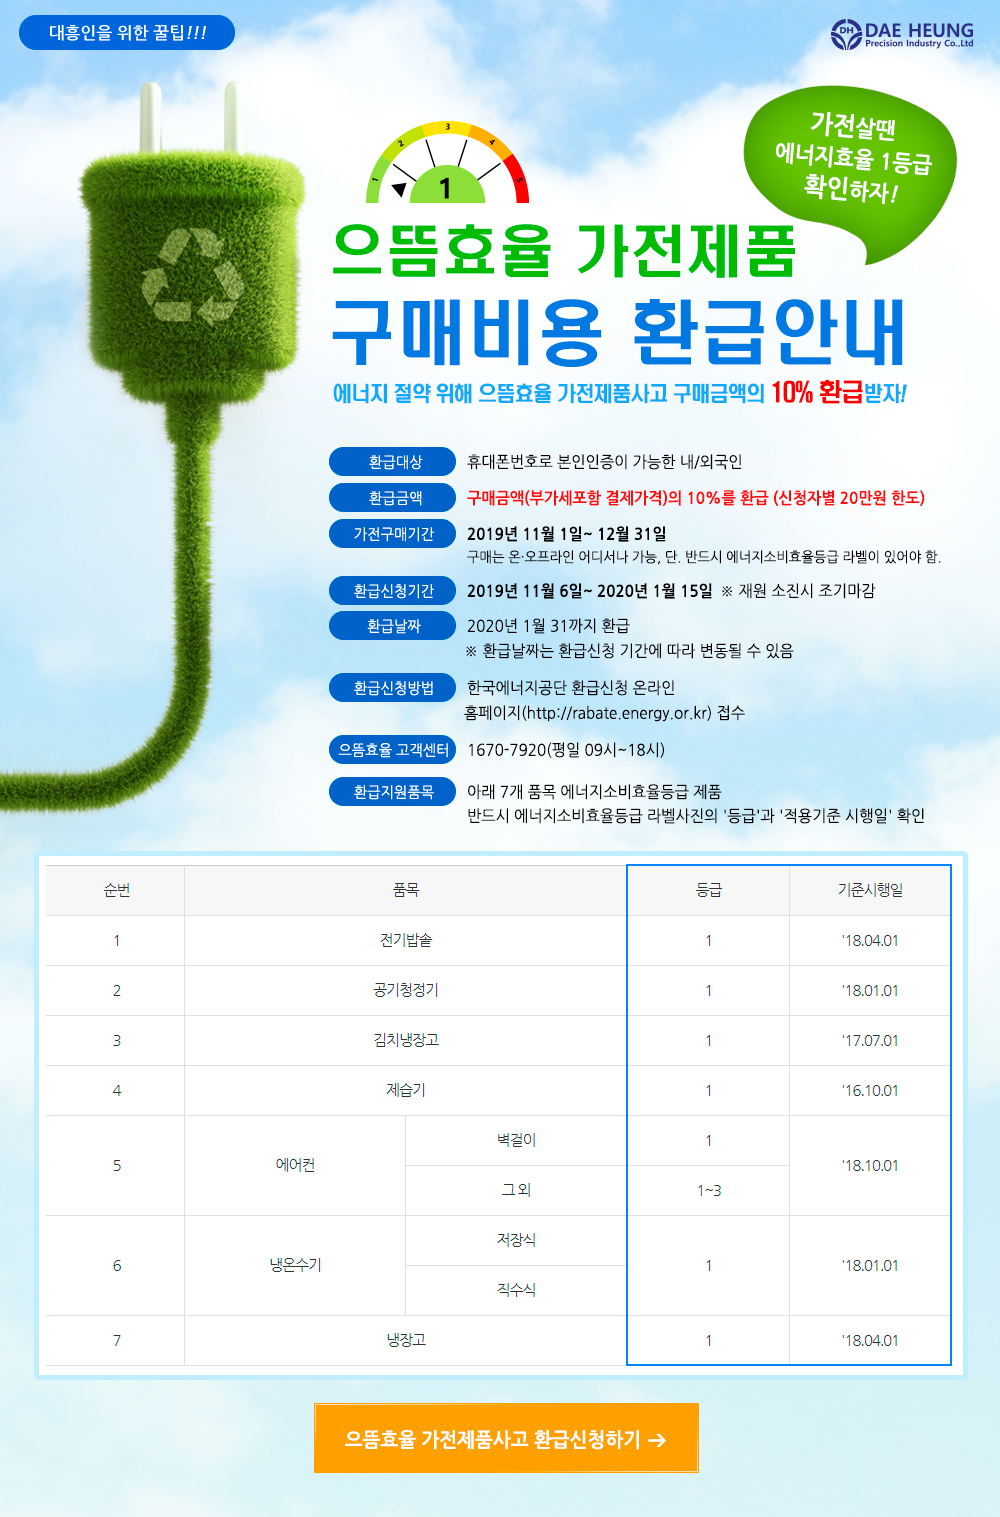 대흥인을 위한 꿀팁!!!
DH
DAE HEUNG
Precision Industry Co.,Ltd
가전살땐
에너지효율 1등급
확인하자!
1
2
3
4
5
1
으뜸효율 가전제품
구매비용 환급안내
에너지 절약 위해 으뜸효율 가전제품사고 구매금액의 10% 환급받자!
환급대상 휴대폰번호로 본인인증이 가능한 내/외국인
환급금액 구매금액(부가세포함 결제가격)의 10%를 환급 (신청자별 20만원 한도)
가전구매기간 2019년 11월 1일~ 12월 31일
구매는 온·오프라인 어디서나 가능, 단. 반드시 에너지소비효율등급 라벨이 있어야 함.
환급신청기간 2019년 11월 6일~ 2020년 1월 15일 ※ 재원 소진시 조기마감
환급날짜 2020년 1월 31까지 환급
※ 환급날짜는 환급신청 기간에 따라 변동될 수 있음
환급신청방법 한국에너지공단 환급신청 온라인
홈페이지(http://rabate.energy.or.kr) 접수
으뜸효율 고객센터 1670-7920(평일 09시~18시)
환급지원품목 아래 7개 품목 에너지소비효율등급 제품
반드시 에너지소비효율등급 라벨사진의 '등급'과 '적용기준 시행일' 확인
순번 품목 등급 기준시행일
1 전기밥솥 1 '18.04.01
2 공기청정기 1 '18.01.01
3 김치냉장고 1 '17.07.01
4 제습기 1 '16.10.01
5 에어컨 벽걸이 1 '18.10.01
그 외 1~3
6 냉온수기 저장식 1 '18.01.01
직수식
7 냉장고 1 '18.04.01
으뜸효율 가전제품사고 환급신청하기 →